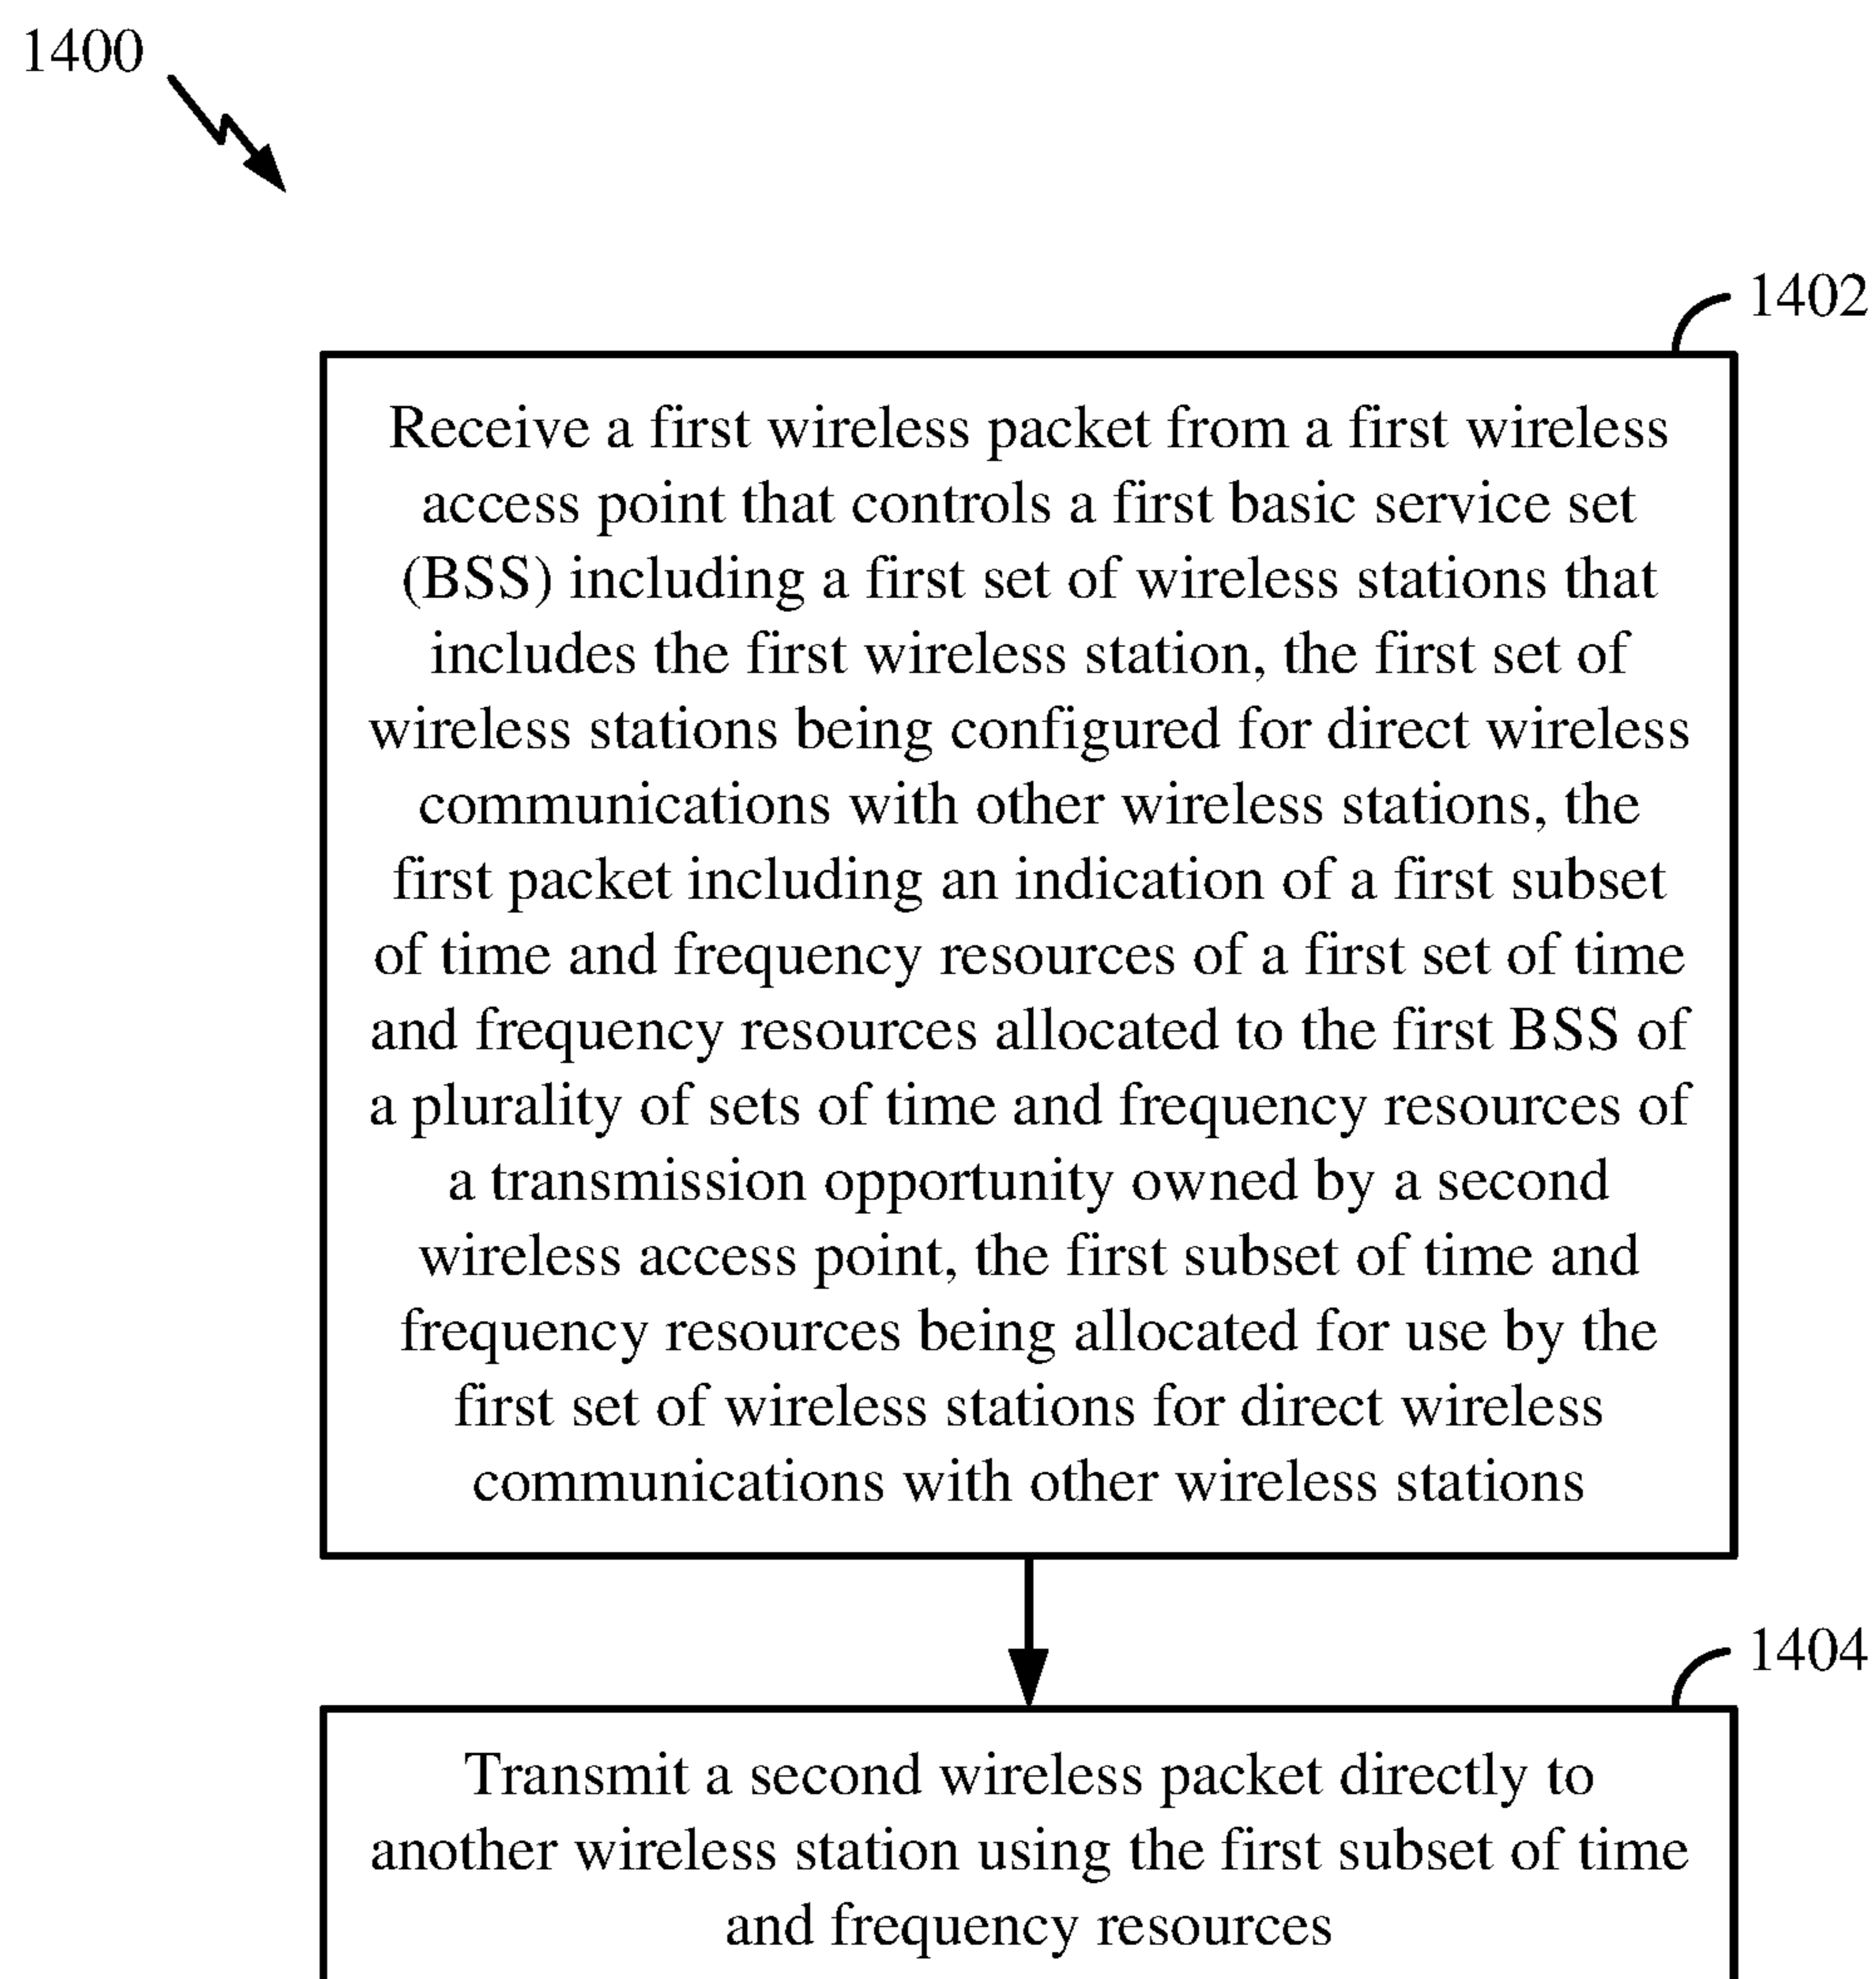 1400
1402
Receive a first wireless packet from a first wireless
access point that controls a first basic service set
(BSS) including a first set of wireless stations that
includes the first wireless station, the first set of
wireless stations being configured for direct wireless
communications with other wireless stations, the
first packet including an indication of a first subset
of time and frequency resources of a first set of time
and frequency resources allocated to the first BSS of
a plurality of sets of time and frequency resources of
a transmission opportunity owned by a second
wireless access point, the first subset of time and
frequency resources being allocated for use by the
first set of wireless stations for direct wireless
communications with other wireless stations
1404
Transmit a second wireless packet directly to
another wireless station using the first subset of time
and frequency resources